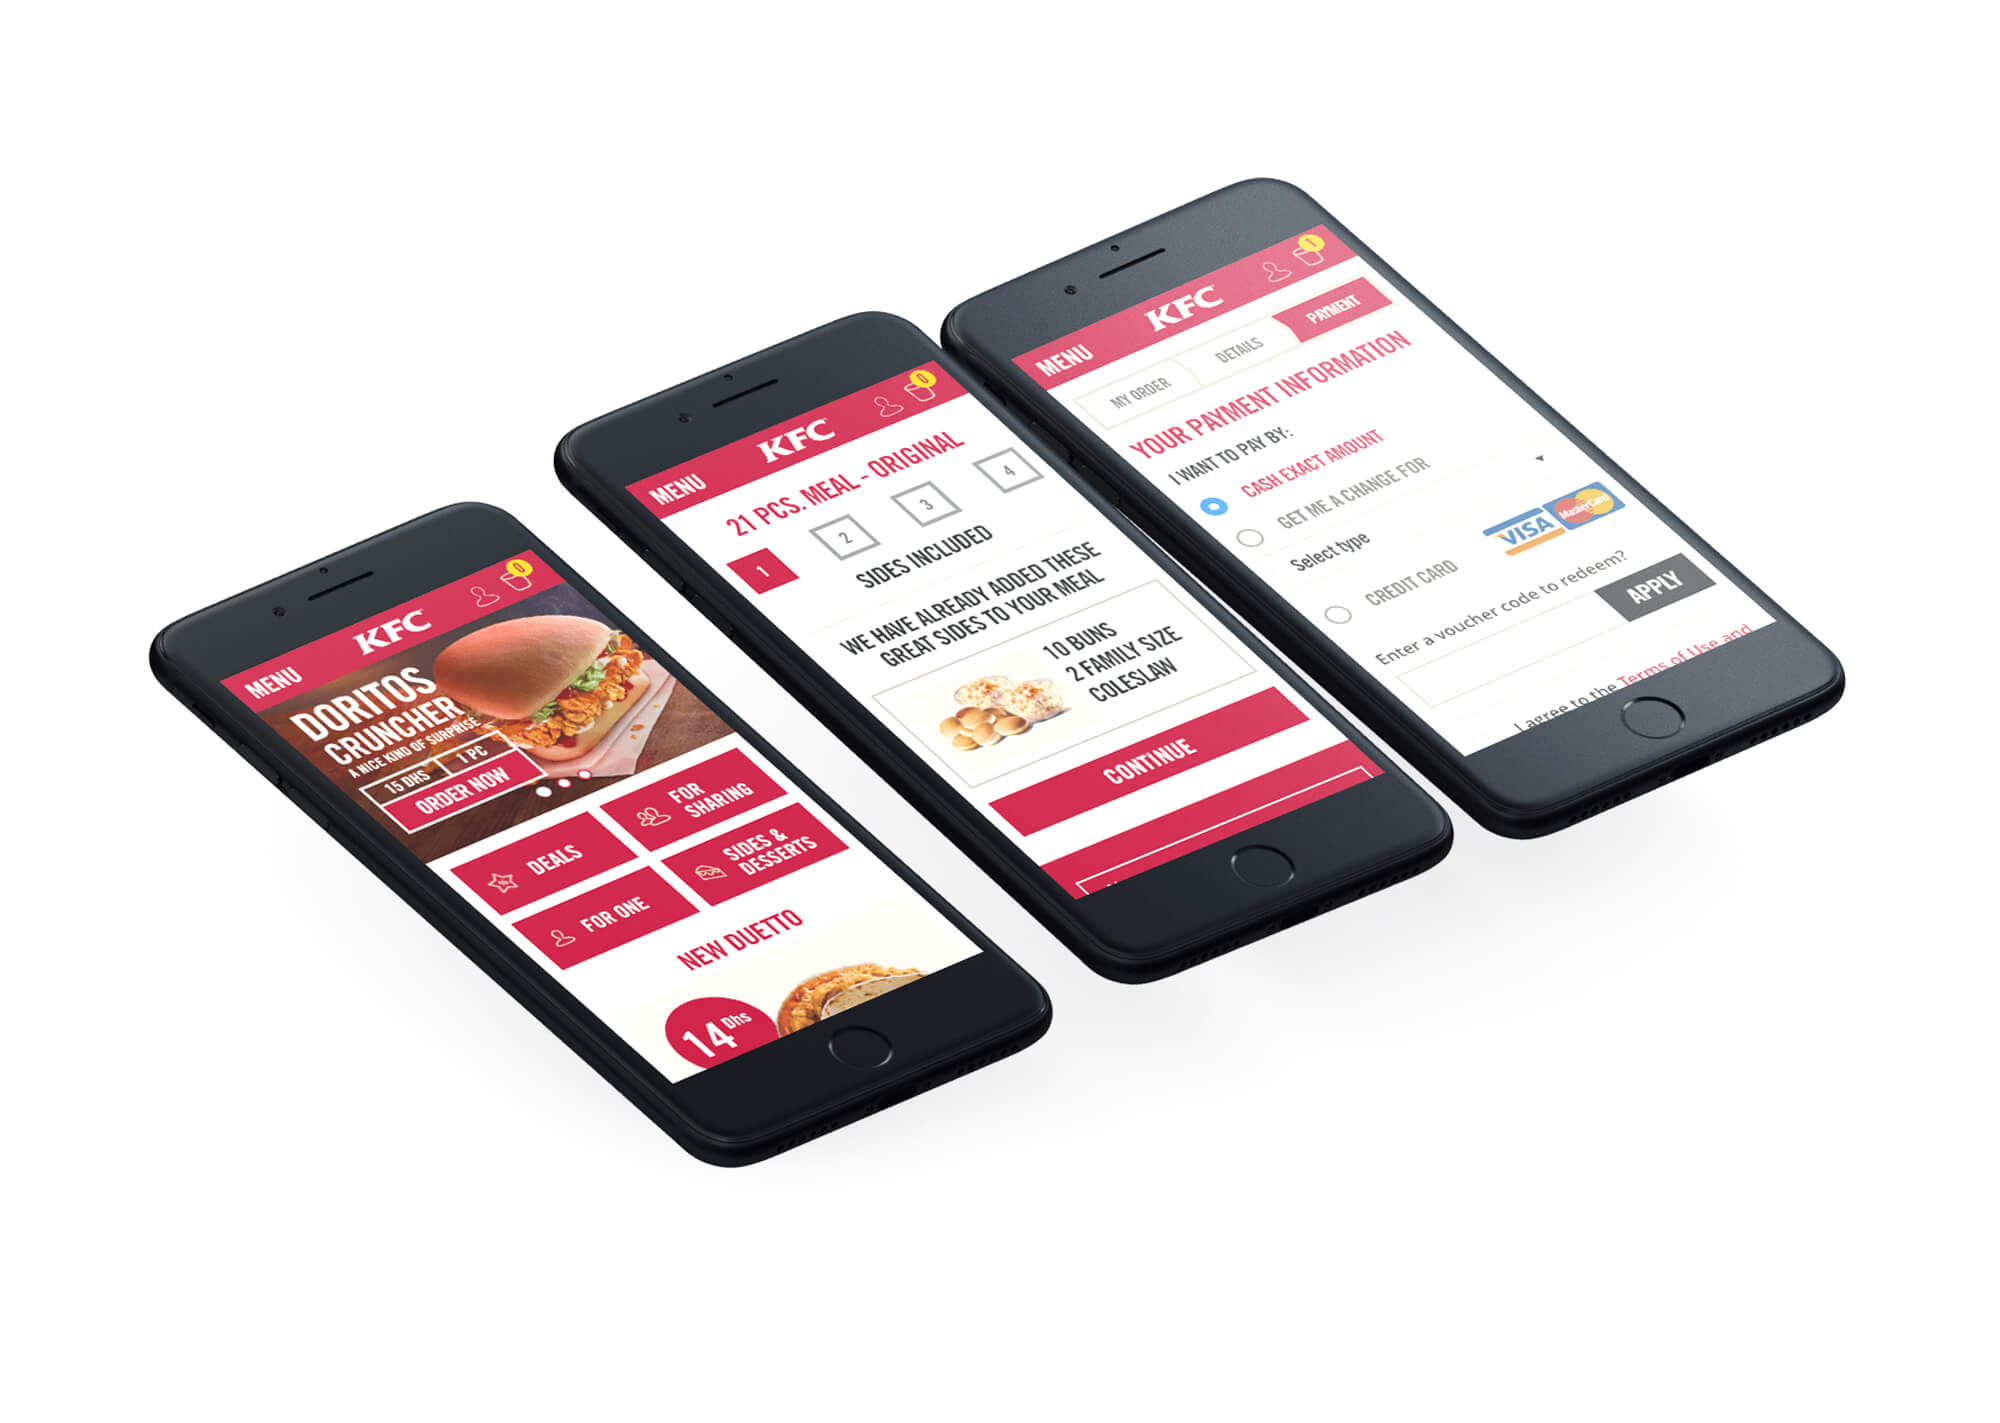 MENU
KFC
0
DORITOS
CRUNCHER
A NICE KIND OF SURPRISE
15 DHS
1 PC
ORDER NOW
DEALS
FOR
SHARING
FOR ONE
SIDES &
DESSERTS
NEW DUETTO
14 Dhs
MENU
KFC
0
21 PCS. MEAL - ORIGINAL
1
2
3
4
SIDES INCLUDED
WE HAVE ALREADY ADDED THESE
GREAT SIDES TO YOUR MEAL
10 BUNS
2 FAMILY SIZE
COLESLAW
CONTINUE
MENU
KFC
1
MY ORDER
DETAILS
PAYMENT
YOUR PAYMENT INFORMATION
I WANT TO PAY BY:
CASH EXACT AMOUNT
GET ME A CHANGE FOR
Select type
CREDIT CARD
VISA
MasterCard
Enter a voucher code to redeem?
APPLY
I agree to the Terms of Use and